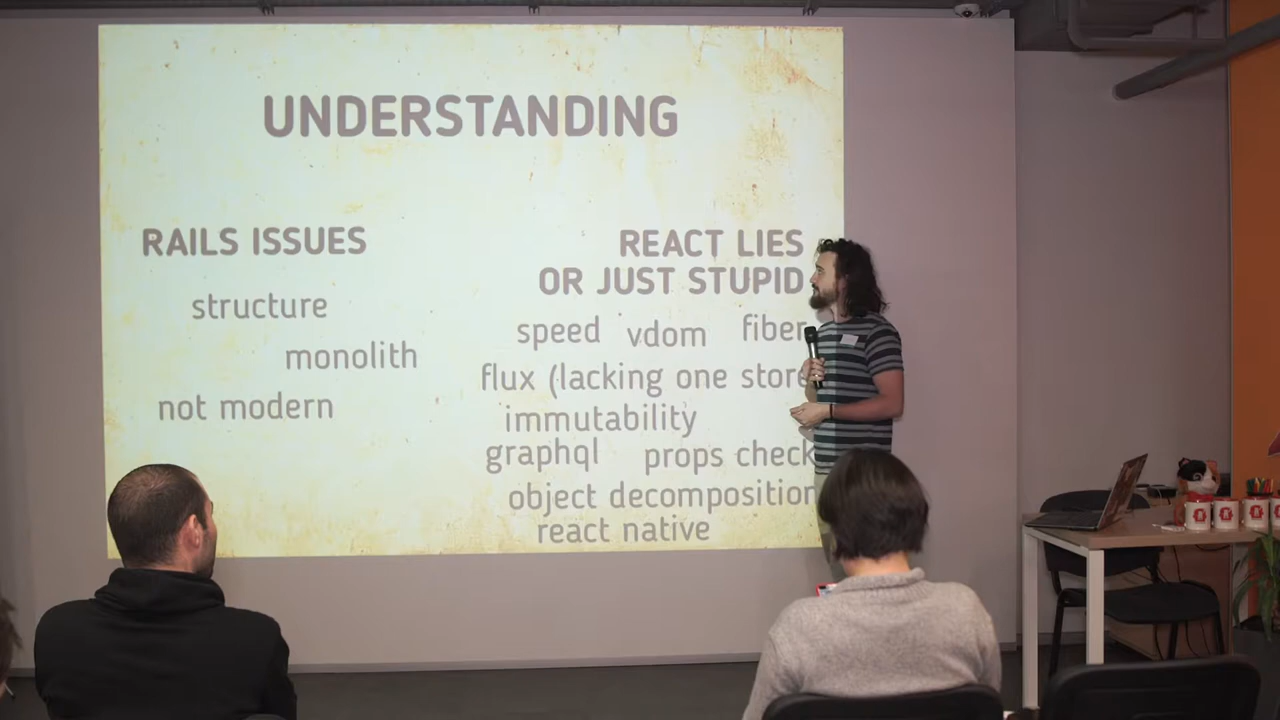 UNDERSTANDING
RAILS ISSUES
structure
monolith
not modern
REACT LIES
OR JUST STUPID
speed vdom fiber
flux (lacking one store
immutability
graphql props check
object decomposition
react native